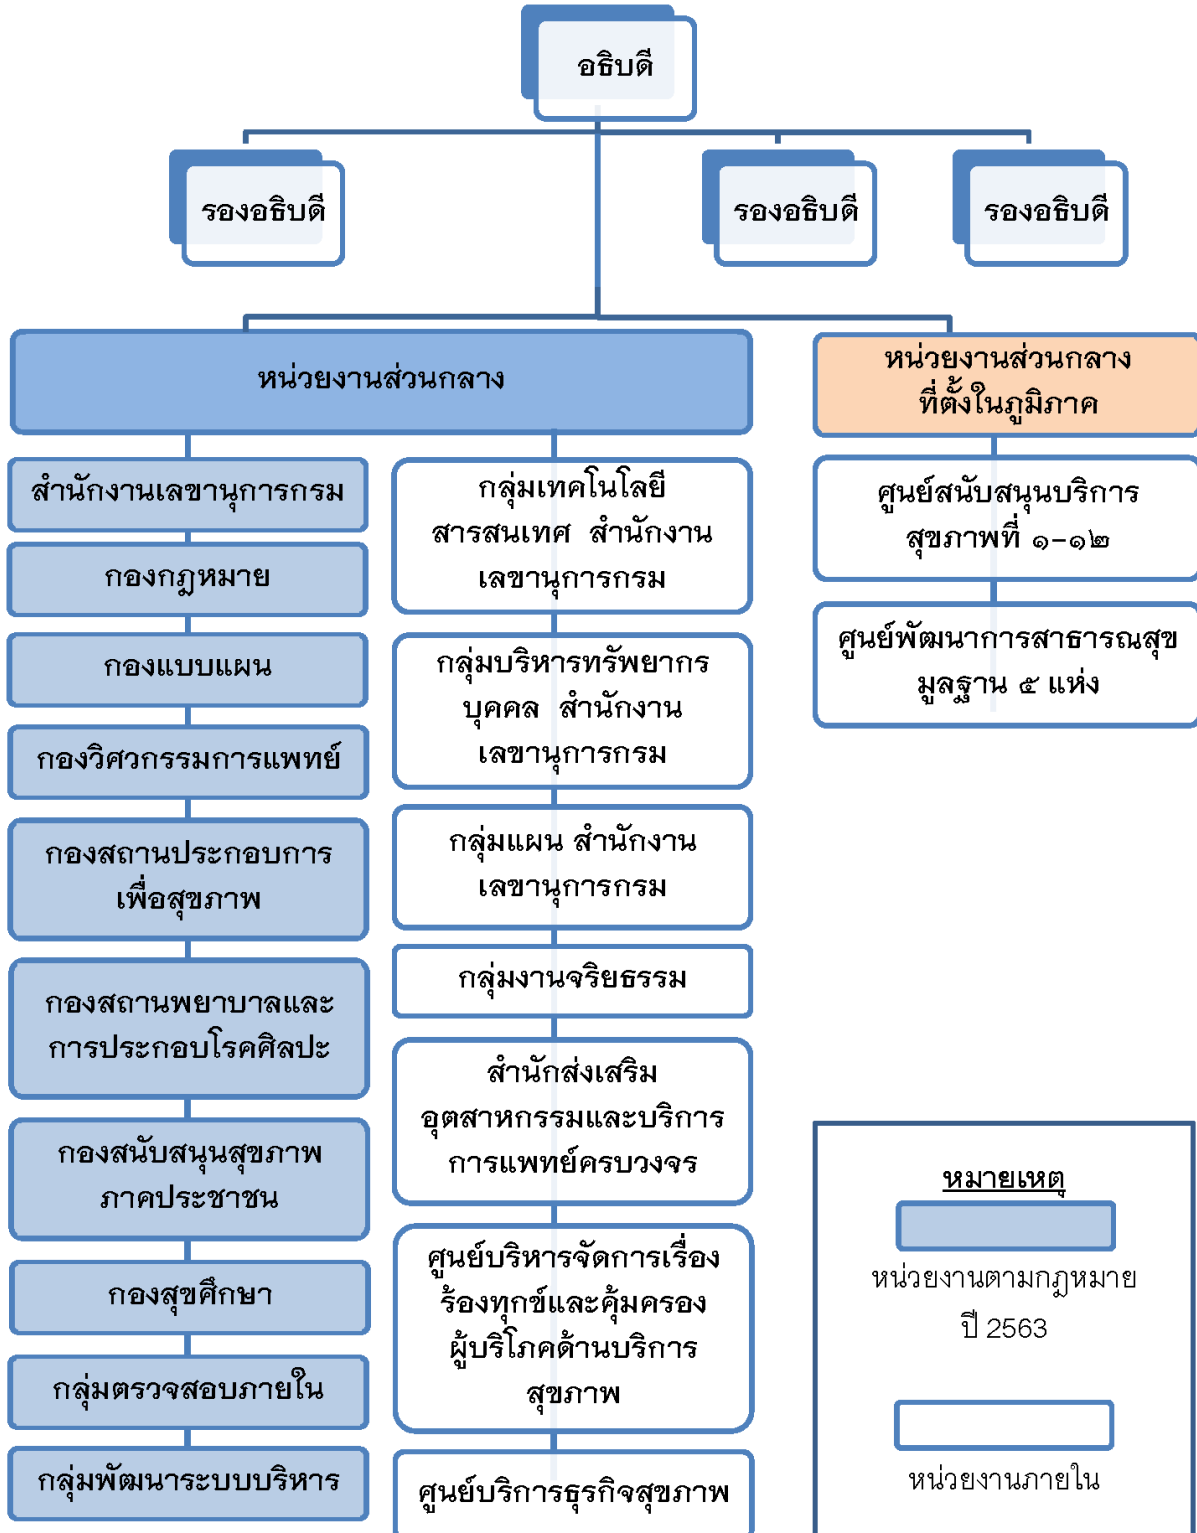 อธิบดี
รองอธิบดี
รองอธิบดี
รองอธิบดี
หน่วยงานส่วนกลาง
สำนักงานเลขานุการกรม
กองกฎหมาย
กองแบบแผน
กองวิศวกรรมการแพทย์
กองสถานประกอบการ
เพื่อสุขภาพ
กองสถานพยาบาลและ
การประกอบโรคศิลปะ
กองสนับสนุนสุขภาพ
ภาคประชาชน
กองสุขศึกษา
กลุ่มตรวจสอบภายใน
กลุ่มพัฒนาระบบบริหาร
กลุ่มเทคโนโลยี
สารสนเทศ สำนักงาน
เลขานุการกรม
กลุ่มบริหารทรัพยากร
บุคคล สำนักงาน
เลขานุการกรม
กลุ่มแผน สำนักงาน
เลขานุการกรม
กลุ่มงานจริยธรรม
สำนักส่งเสริม
อุตสาหกรรมและบริการ
การแพทย์ครบวงจร
ศูนย์บริหารจัดการเรื่อง
ร้องทุกข์และคุ้มครอง
ผู้บริโภคด้านบริการ
สุขภาพ
ศูนย์บริการธุรกิจสุขภาพ
หน่วยงานส่วนกลาง
ที่ตั้งในภูมิภาค
ศูนย์สนับสนุนบริการ
สุขภาพที่ ๑-๑๒
ศูนย์พัฒนาการสาธารณสุข
มูลฐาน ๕ แห่ง
หมายเหตุ
หน่วยงานตามกฎหมาย
ปี 2563
หน่วยงานภายใน